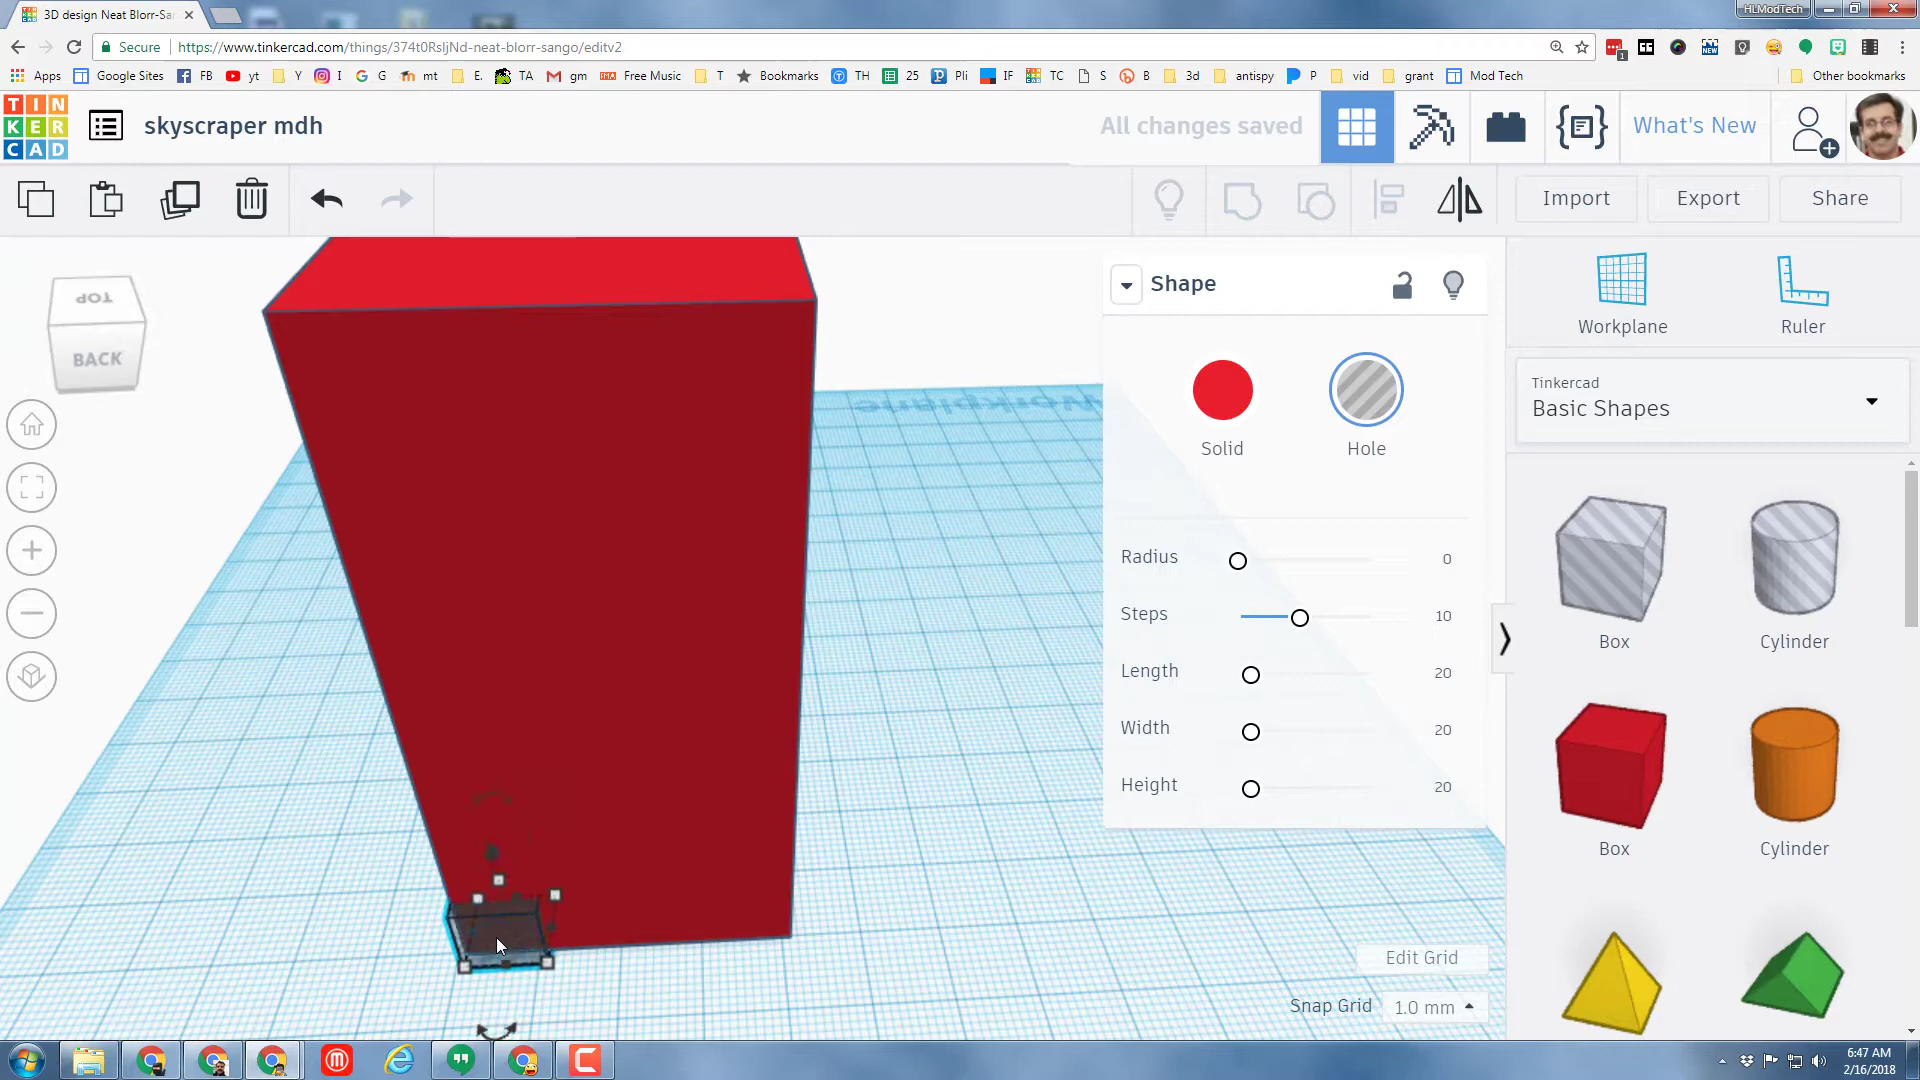 3D design Neat Blorr-Sa
HLModTech
Secure
https://www.tinkercad.com/things/374t0RsljNd-neat-blorr-sango/editv2
Apps Google Sites FB yt Y I G mt E. TA gm Free Music T Bookmarks TH 25 Pli IF TC S B 3d antispy P vid grant Mod Tech Other bookmarks
TIN
KER
CAD
skyscraper mdh
All changes saved
What's New
Import
Export
Share
TOP
BACK
Workplane
Shape
Solid
Hole
Radius 0
Steps 10
Length 20
Width 20
Height 20
Edit Grid
Snap Grid 1.0 mm
Workplane
Ruler
Tinkercad
Basic Shapes
Box
Cylinder
Box
Cylinder
6:47 AM
2/16/2018